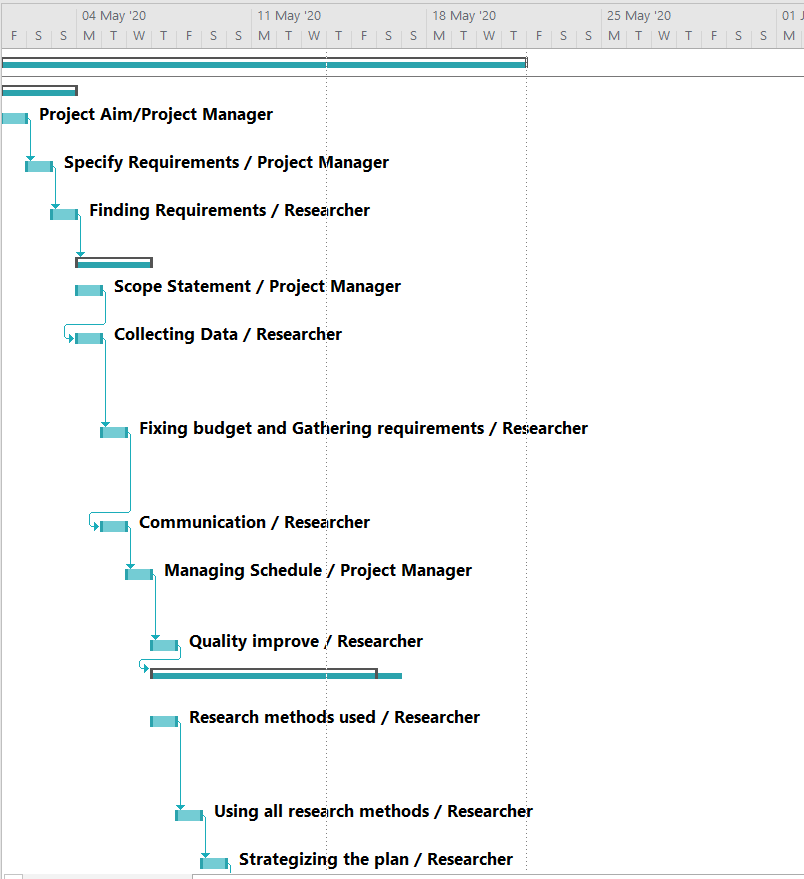 04 May '20 11 May '20 18 May '20 25 May '20 01
F S S M T W T F S S M T W T F S S M T W T F S S M T W T F S S M
Project Aim/Project Manager
Specify Requirements / Project Manager
Finding Requirements / Researcher
Scope Statement / Project Manager
Collecting Data / Researcher
Fixing budget and Gathering requirements / Researcher
Communication / Researcher
Managing Schedule / Project Manager
Quality improve / Researcher
Research methods used / Researcher
Using all research methods / Researcher
Strategizing the plan / Researcher